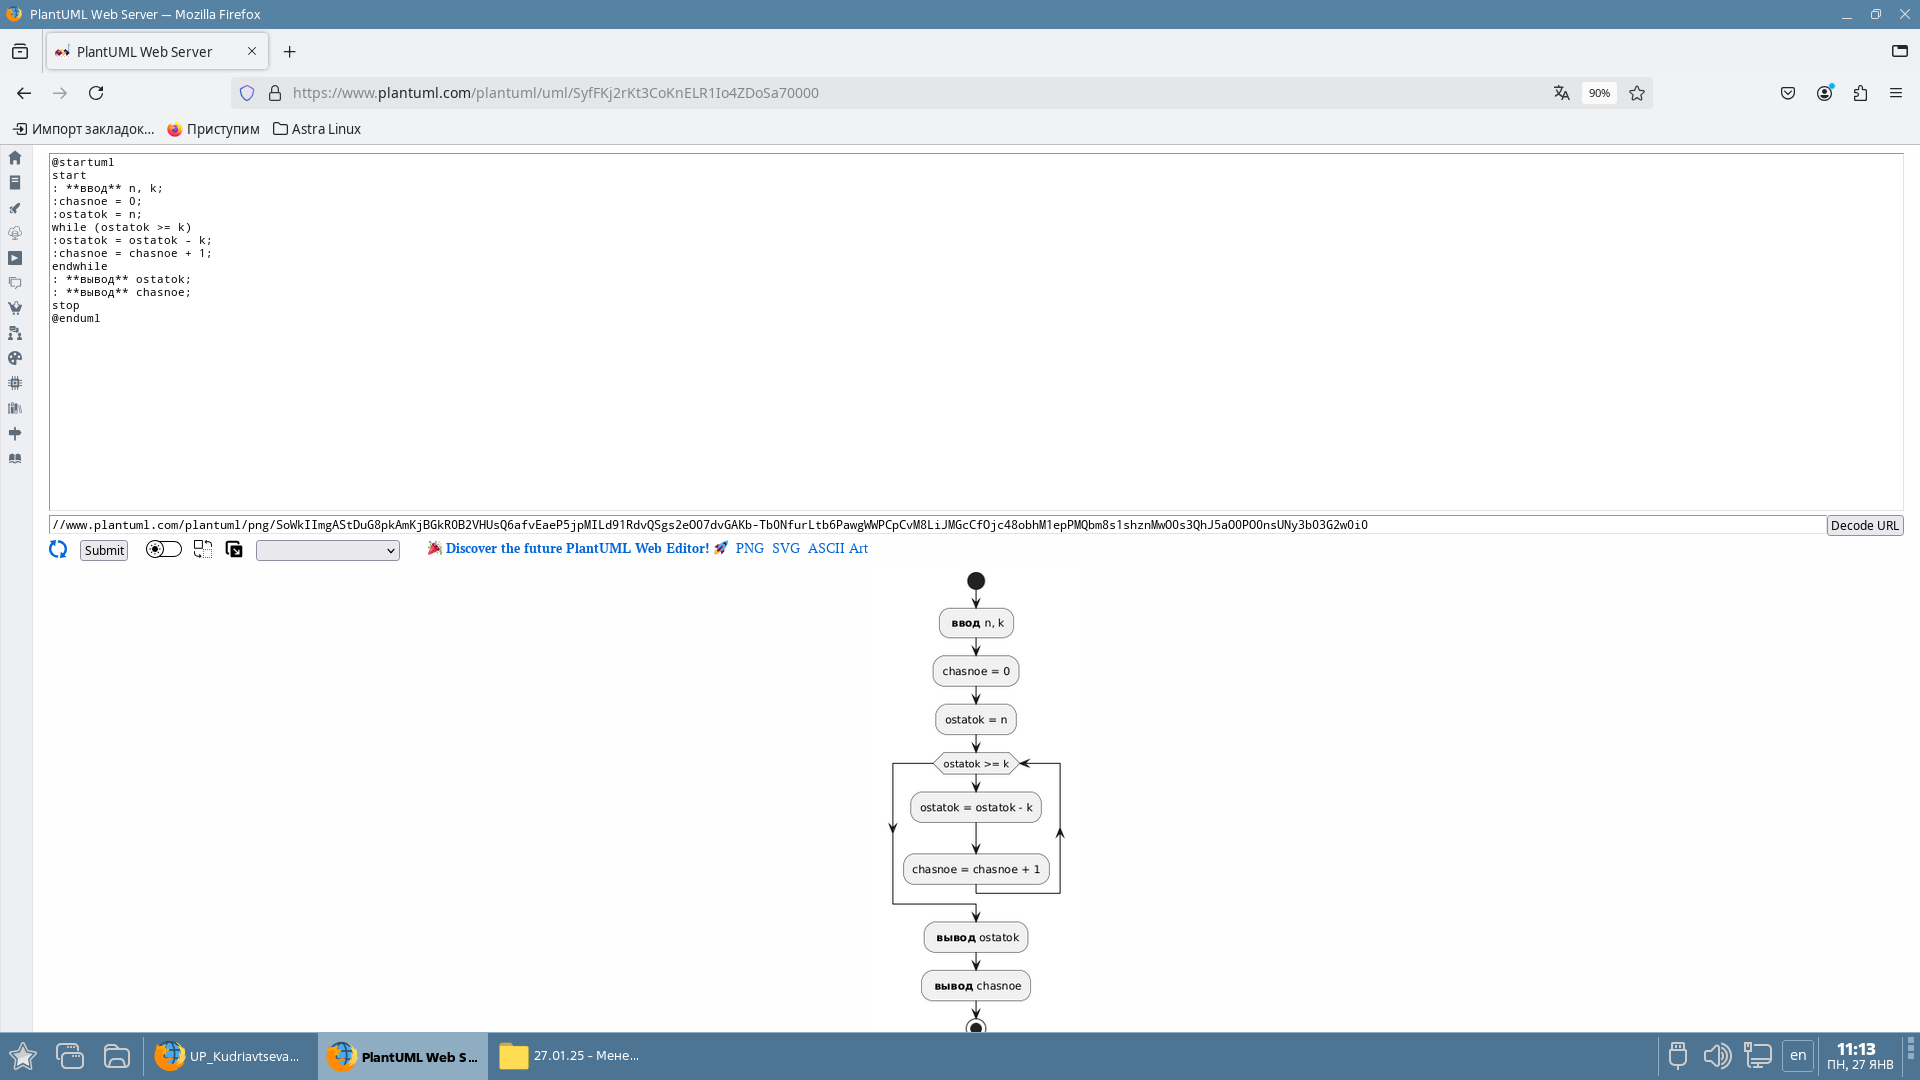 PlantUML Web Server — Mozilla Firefox
PlantUML Web Server
https://www.plantuml.com/plantuml/uml/SyfFKj2rKt3CoKnELR1Io4ZDoSa70000
90%
Импорт закладок...
Приступим
Astra Linux
@startuml
start
: **ввод** n, k;
:chasnoe = 0;
:ostatok = n;
while (ostatok >= k)
:ostatok = ostatok - k;
:chasnoe = chasnoe + 1;
endwhile
: **вывод** ostatok;
: **вывод** chasnoe;
stop
@enduml
//www.plantuml.com/plantuml/png/SoWkIImgAStDuG8pkAmKjBGkROB2VHUsQ6afvEaeP5jpMILd91RdvQSgs2eO07dvGAKb-Tb0NfurLtb6PawgWWPCpCvM8LiJMGcCfOjc48obhM1epPMQbm8s1shznMwOOs3QhJ5aO0POO0nsUNy3bO3G2w0i0
Decode URL
Submit
Discover the future PlantUML Web Editor!
PNG
SVG
ASCII Art
ввод n, k
chasnoe = 0
ostatok = n
ostatok >= k
ostatok = ostatok - k
chasnoe = chasnoe + 1
вывод ostatok
вывод chasnoe
UP_Kudriavtseva...
PlantUML Web S...
27.01.25 – Мене...
en
11:13
ПН, 27 ЯНВ